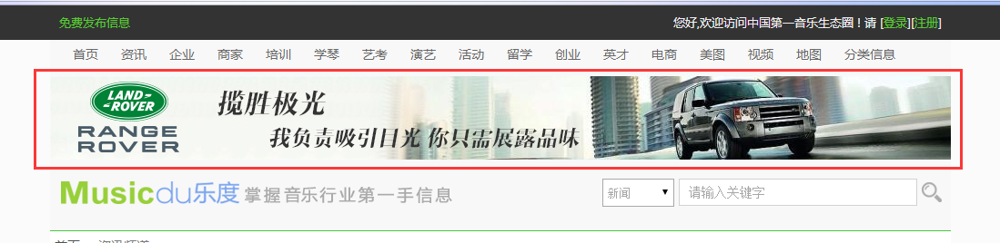 免费发布信息
您好,欢迎访问中国第一音乐生态圈！请 [登录][注册]
首页 资讯 企业 商家 培训 学琴 艺考 演艺 活动 留学 创业 英才 电商 美图 视频 地图 分类信息
LAND-
-ROVER
RANGE
ROVER
揽胜极光
我负责吸引目光 你只需展露品味
Musicdu乐度 掌握音乐行业第一手信息
新闻
请输入关键字